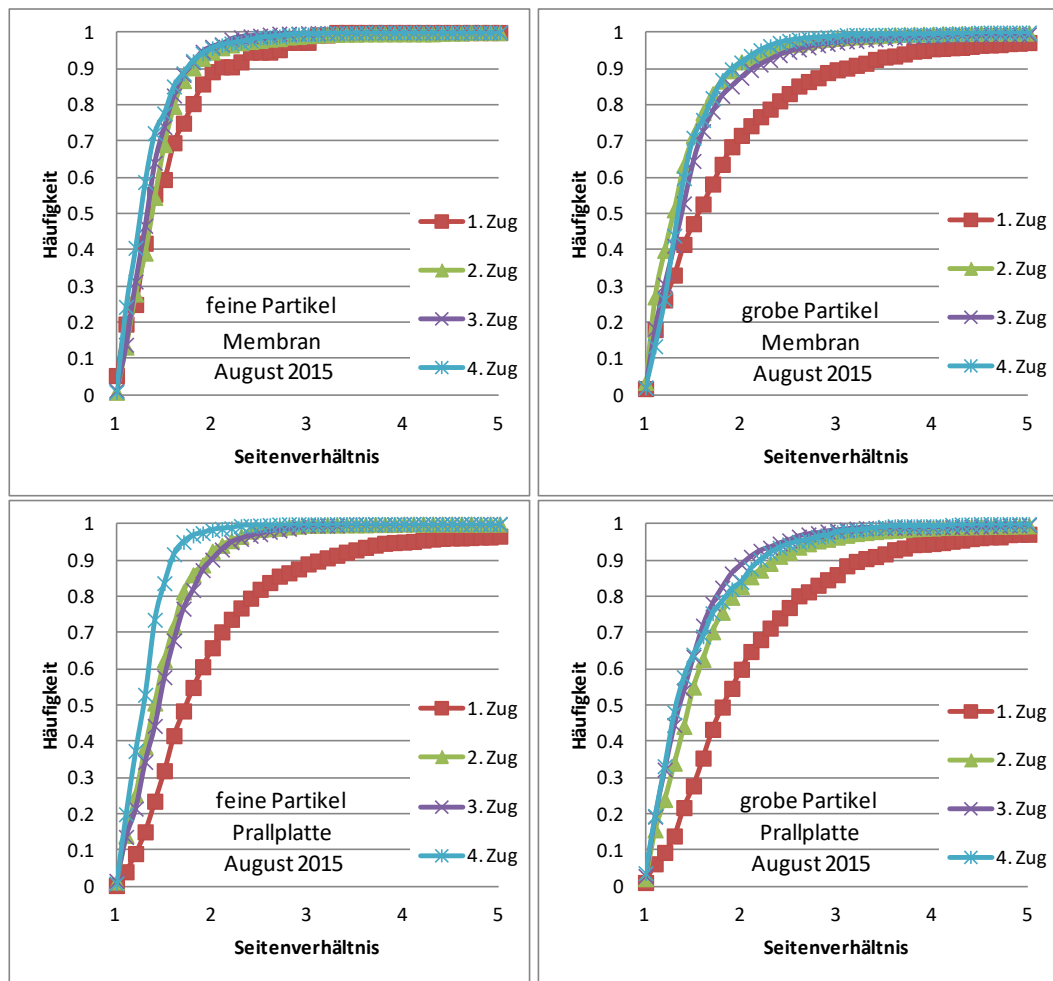 1
0.9
0.8
0.7
0.6
0.5
0.4
0.3
0.2
0.1
0
Häufigkeit
1 2 3 4 5
Seitenverhältnis
feine Partikel
Membran
August 2015
1. Zug
2. Zug
3. Zug
4. Zug
1
0.9
0.8
0.7
0.6
0.5
0.4
0.3
0.2
0.1
0
Häufigkeit
1 2 3 4 5
Seitenverhältnis
grobe Partikel
Membran
August 2015
1. Zug
2. Zug
3. Zug
4. Zug
1
0.9
0.8
0.7
0.6
0.5
0.4
0.3
0.2
0.1
0
Häufigkeit
1 2 3 4 5
Seitenverhältnis
feine Partikel
Prallplatte
August 2015
1. Zug
2. Zug
3. Zug
4. Zug
1
0.9
0.8
0.7
0.6
0.5
0.4
0.3
0.2
0.1
0
Häufigkeit
1 2 3 4 5
Seitenverhältnis
grobe Partikel
Prallplatte
August 2015
1. Zug
2. Zug
3. Zug
4. Zug